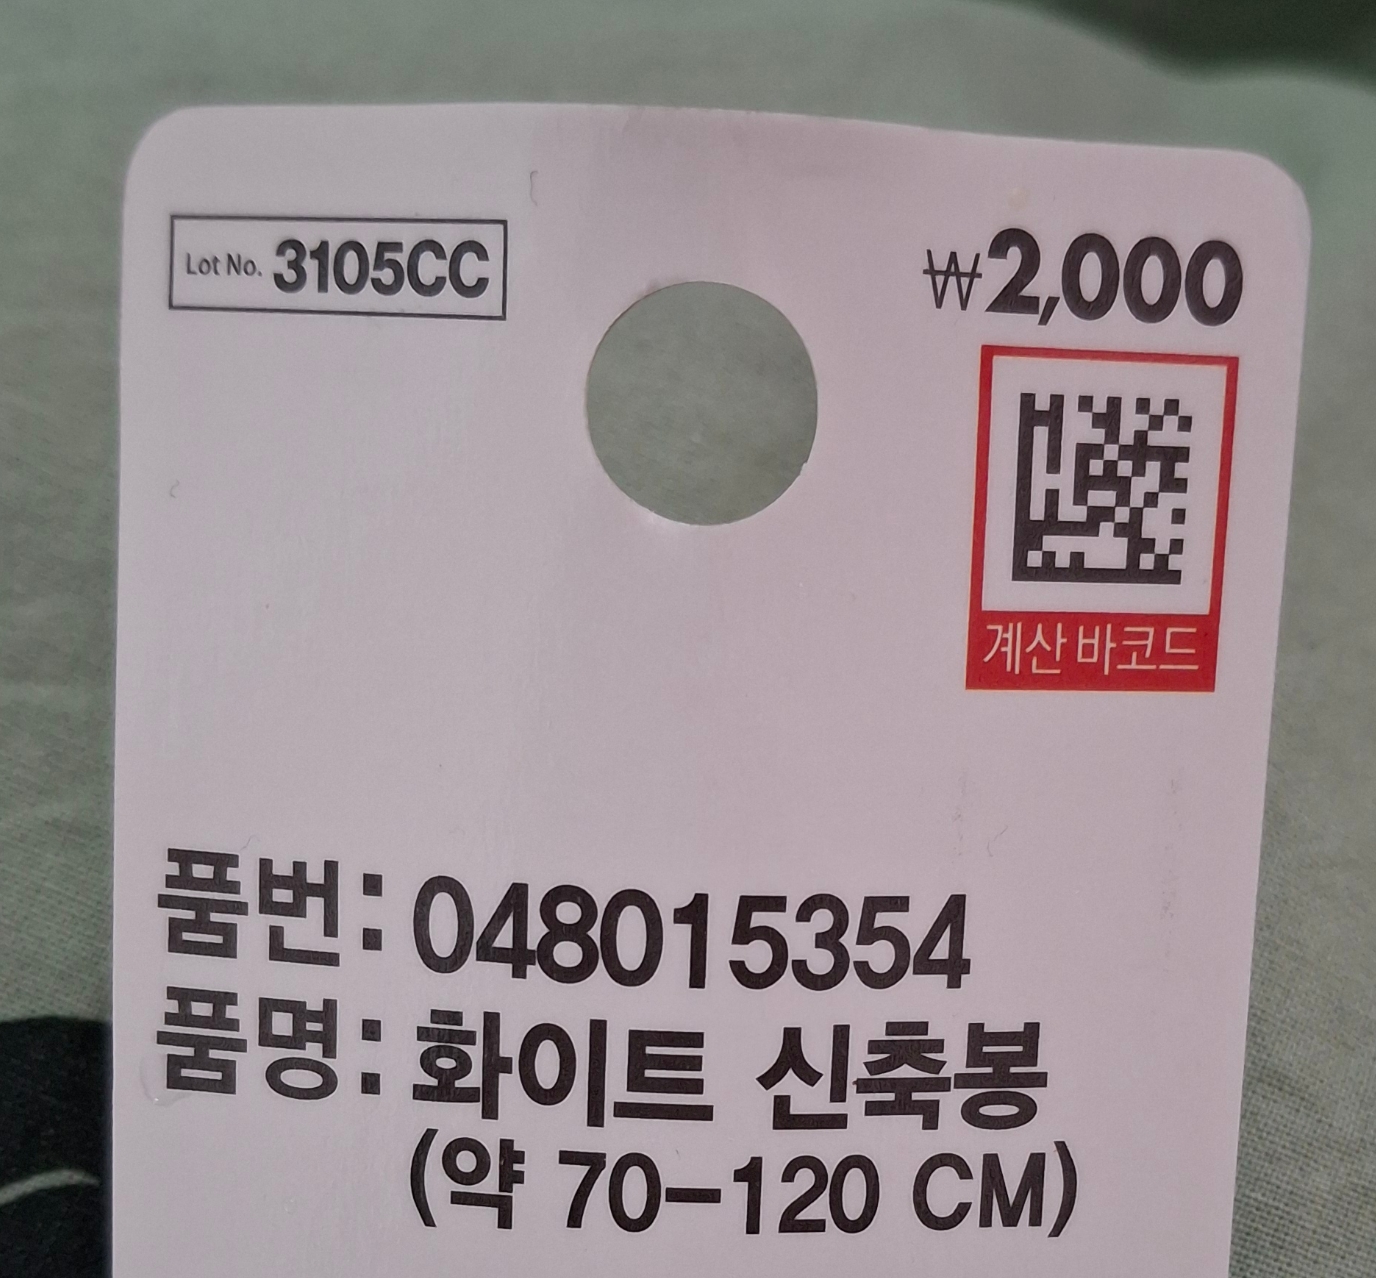 Lot No. 3105CC
₩2,000
계산 바코드
품번: 048015354
품명: 화이트 신축봉
(약 70-120 CM)